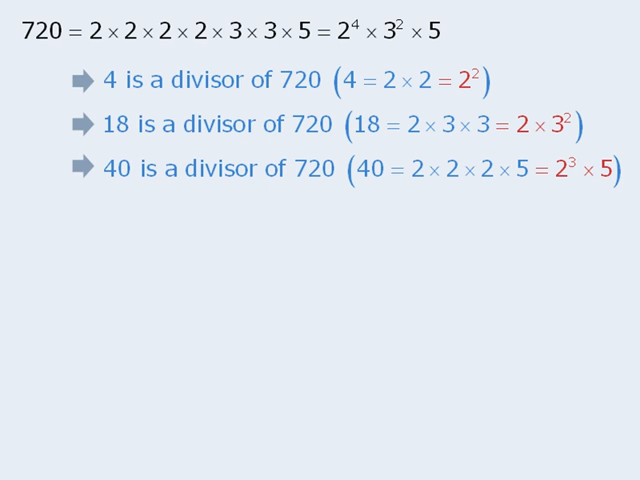 720 = 2 × 2 × 2 × 2 × 3 × 3 × 5 = 2⁴ × 3² × 5
4 is a divisor of 720 (4 = 2 × 2 = 2²)
18 is a divisor of 720 (18 = 2 × 3 × 3 = 2 × 3²)
40 is a divisor of 720 (40 = 2 × 2 × 2 × 5 = 2³ × 5)